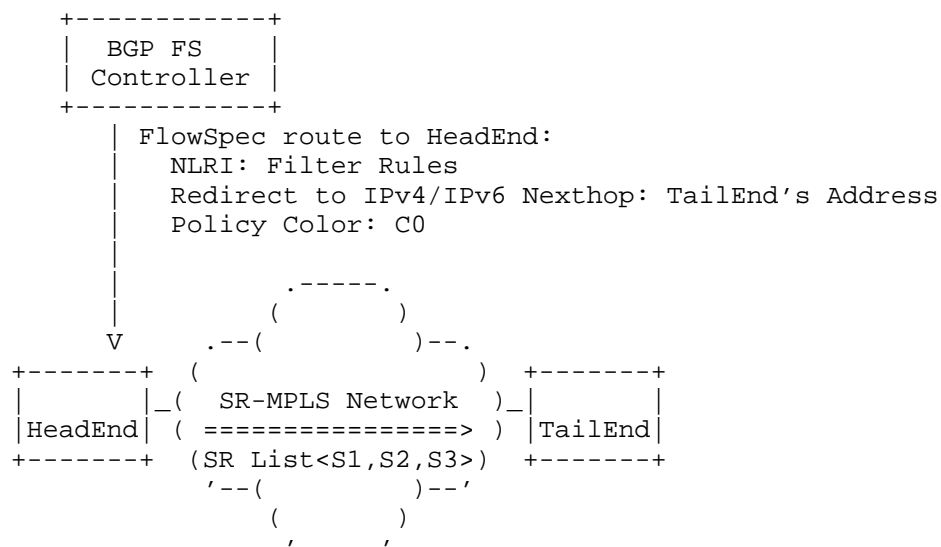 BGP FS
Controller
FlowSpec route to HeadEnd:
NLRI: Filter Rules
Redirect to IPv4/IPv6 Nexthop: TailEnd's Address
Policy Color: C0
SR-MPLS Network
HeadEnd
TailEnd
(SR List<S1,S2,S3>)